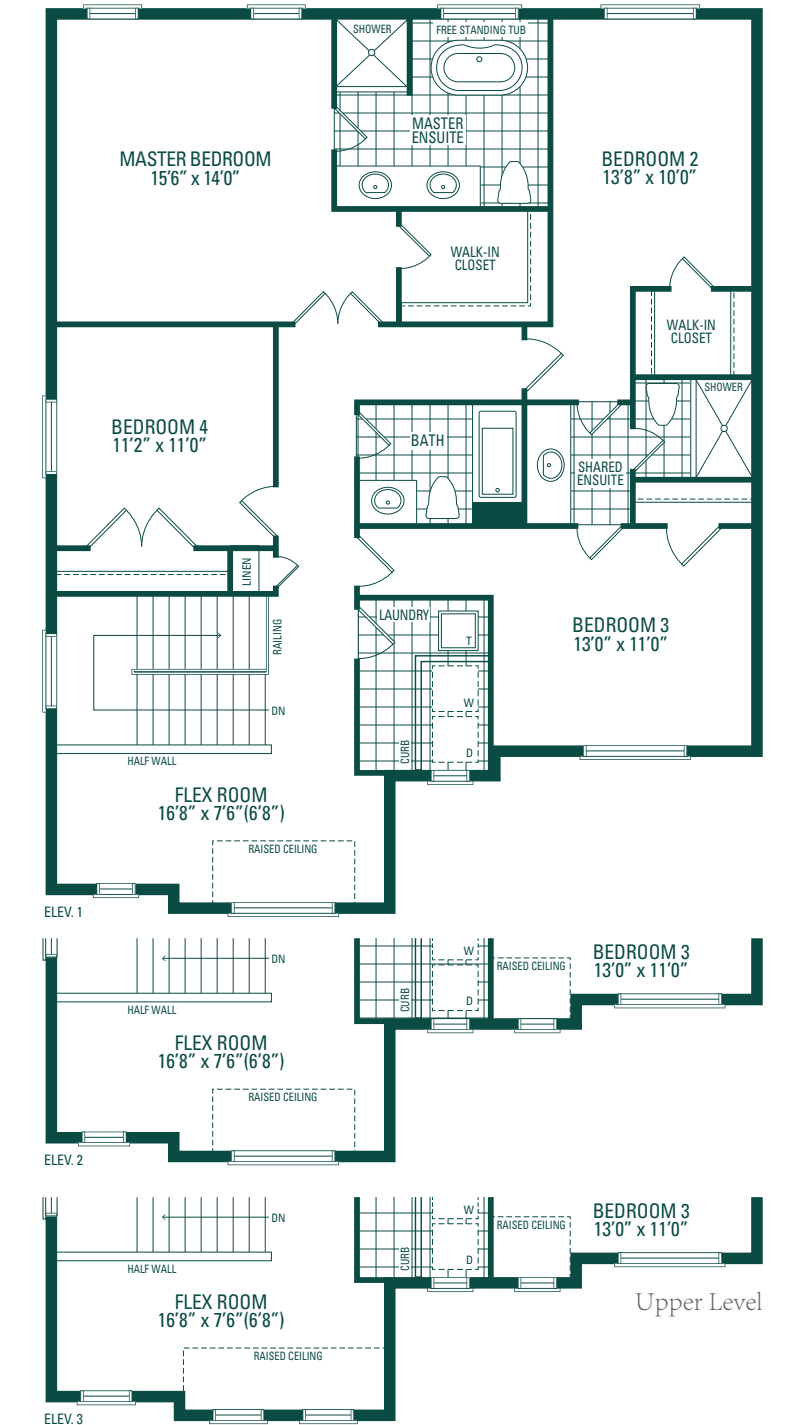 SHOWER
FREE STANDING TUB
MASTER
ENSUITE
MASTER BEDROOM
15'6" x 14'0"
BEDROOM 2
13'8" x 10'0"
WALK-IN
CLOSET
WALK-IN
CLOSET
SHOWER
BEDROOM 4
11'2" x 11'0"
BATH
SHARED
ENSUITE
LINEN
LAUNDRY
T
BEDROOM 3
13'0" x 11'0"
RAILING
W
DN
CURB
D
HALF WALL
FLEX ROOM
16'8" x 7'6"(6'8")
RAISED CEILING
ELEV. 1
W
BEDROOM 3
13'0" x 11'0"
DN
RAISED CEILING
CURB
D
HALF WALL
FLEX ROOM
16'8" x 7'6"(6'8")
RAISED CEILING
ELEV. 2
W
BEDROOM 3
13'0" x 11'0"
DN
RAISED CEILING
CURB
D
HALF WALL
FLEX ROOM
16'8" x 7'6"(6'8")
Upper Level
RAISED CEILING
ELEV. 3